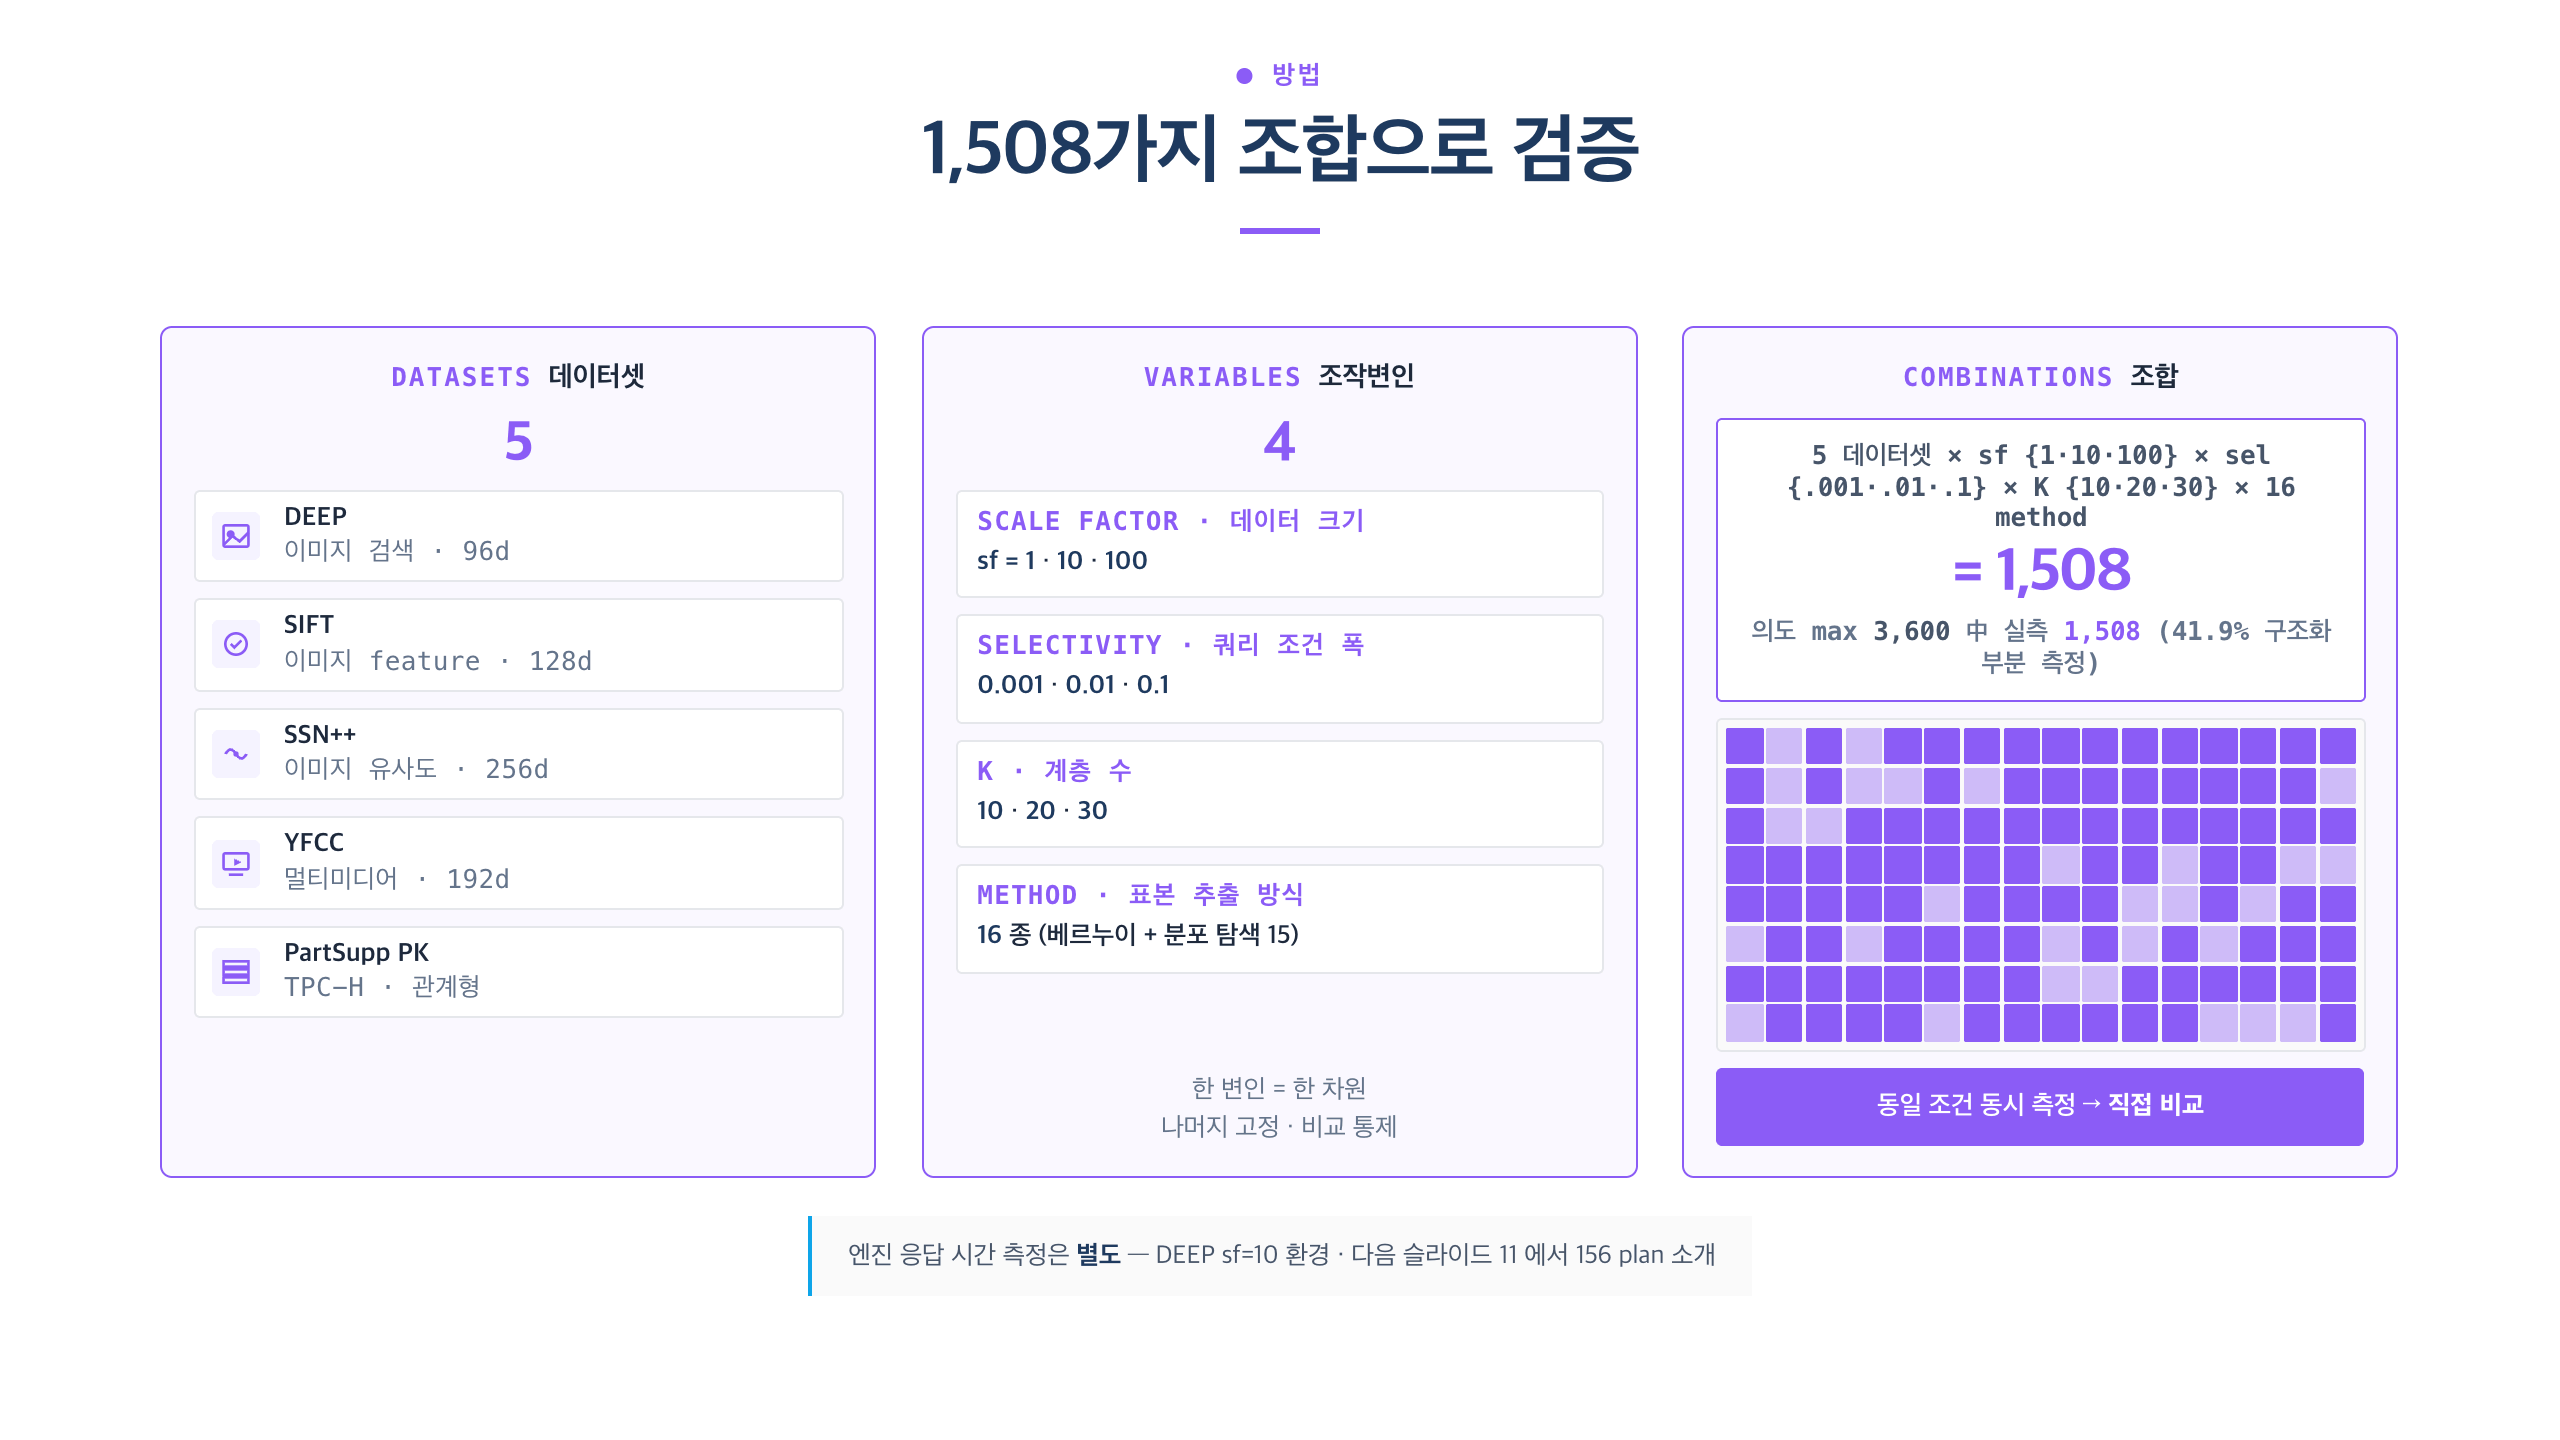 방법
1,508가지 조합으로 검증
DATASETS 데이터셋
5
DEEP
이미지 검색 · 96d
SIFT
이미지 feature · 128d
SSN++
이미지 유사도 · 256d
YFCC
멀티미디어 · 192d
PartSupp PK
TPC-H · 관계형
VARIABLES 조작변인
4
SCALE FACTOR · 데이터 크기
sf = 1 · 10 · 100
SELECTIVITY · 쿼리 조건 폭
0.001 · 0.01 · 0.1
K · 계층 수
10 · 20 · 30
METHOD · 표본 추출 방식
16 종 (베르누이 + 분포 탐색 15)
한 변인 = 한 차원
나머지 고정 · 비교 통제
COMBINATIONS 조합
5 데이터셋 × sf {1·10·100} × sel
{.001·.01·.1} × K {10·20·30} × 16
method
= 1,508
의도 max 3,600 中 실측 1,508 (41.9% 구조화
부분 측정)
동일 조건 동시 측정 → 직접 비교
엔진 응답 시간 측정은 별도 — DEEP sf=10 환경 · 다음 슬라이드 11 에서 156 plan 소개